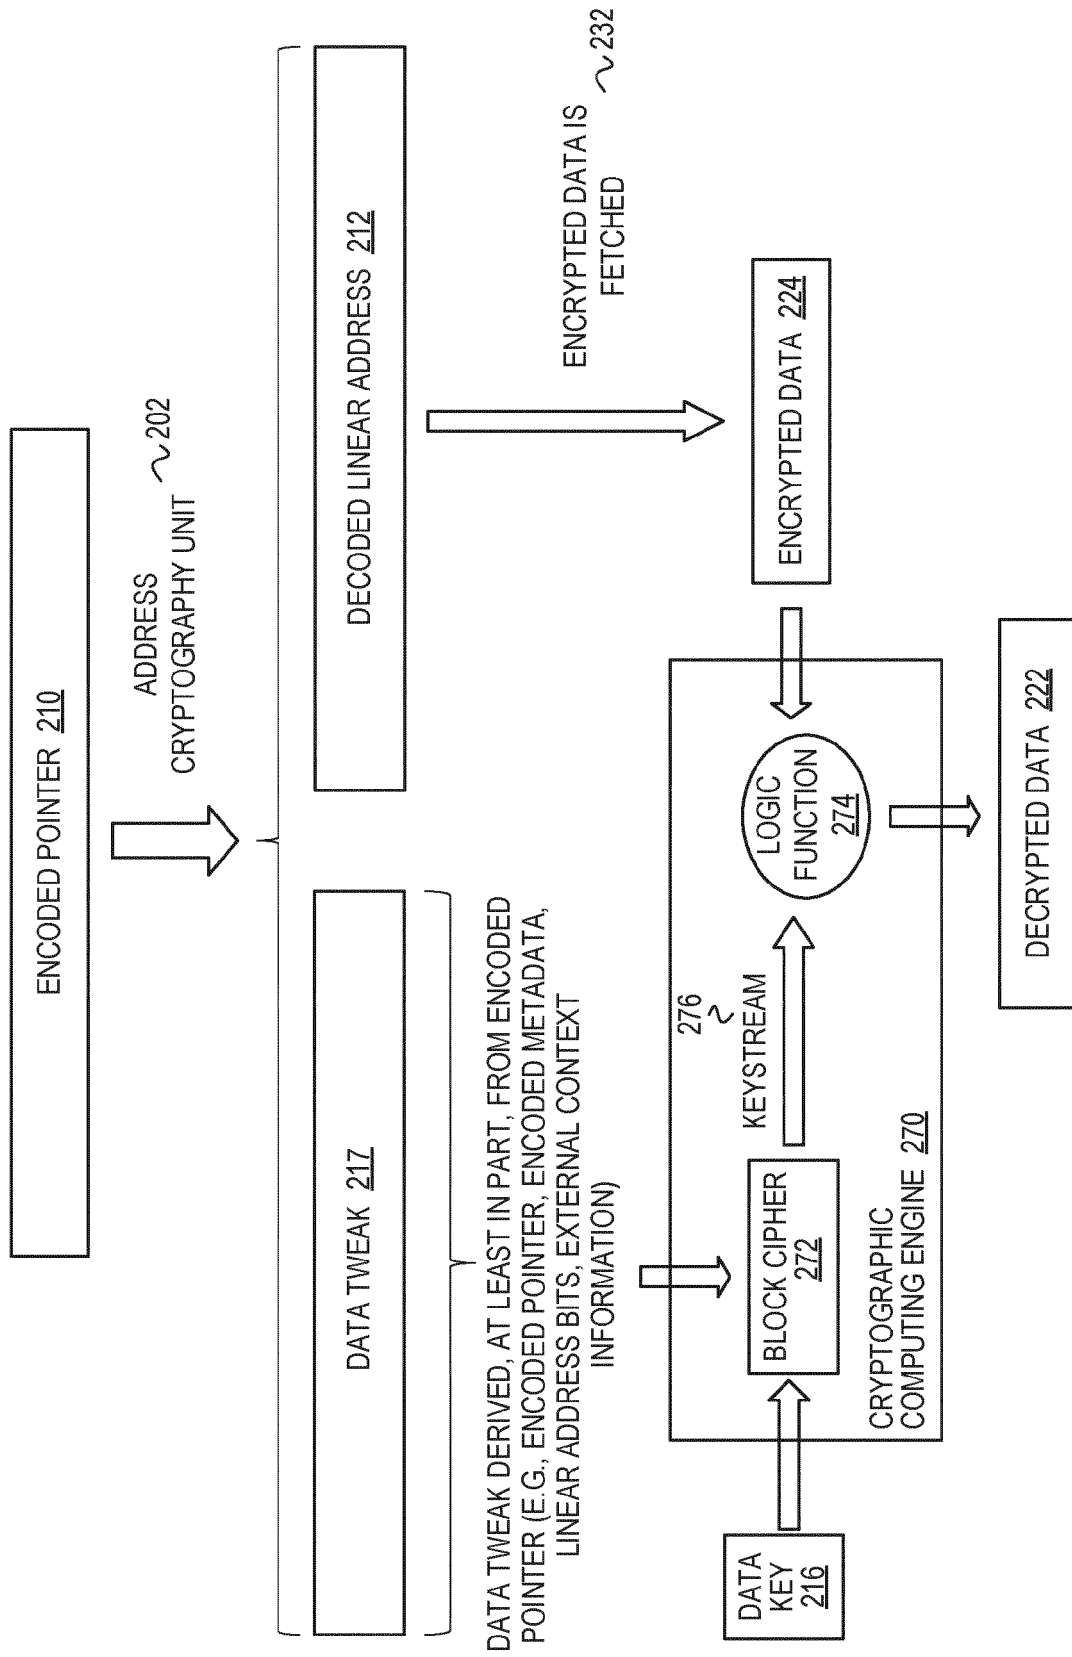 ENCODED POINTER 210
ADDRESS
CRYPTOGRAPHY UNIT
202
DATA TWEAK 217
DECODED LINEAR ADDRESS 212
DATA TWEAK DERIVED, AT LEAST IN PART, FROM ENCODED
POINTER (E.G., ENCODED POINTER, ENCODED METADATA,
LINEAR ADDRESS BITS, EXTERNAL CONTEXT
INFORMATION)
ENCRYPTED DATA IS
FETCHED
232
DATA
KEY
216
BLOCK CIPHER
272
276
KEYSTREAM
LOGIC
FUNCTION
274
ENCRYPTED DATA 224
CRYPTOGRAPHIC
COMPUTING ENGINE 270
DECRYPTED DATA 222